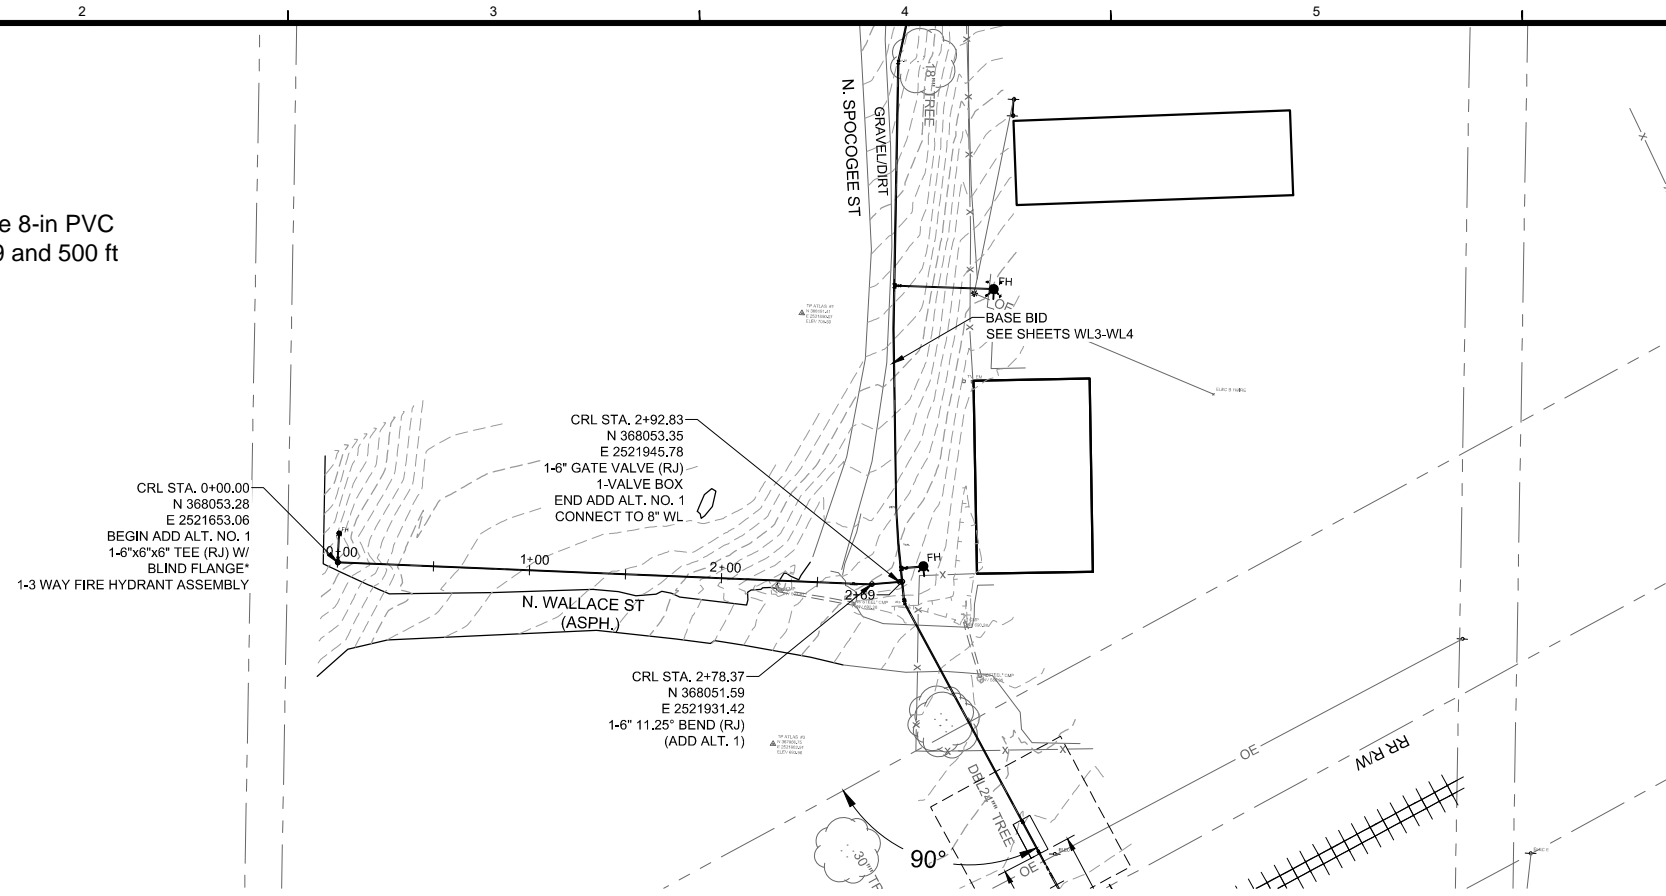 2
3
4
5
e 8-in PVC
9 and 500 ft
N. SPOCOGEE ST
GRAVEL/DIRT
18"" TREE
FH
BASE BID
SEE SHEETS WL3-WL4
CRL STA. 2+92.83
N 368053.35
E 2521945.78
1-6" GATE VALVE (RJ)
1-VALVE BOX
END ADD ALT. NO. 1
CONNECT TO 8" WL
CRL STA. 0+00.00
N 368053.28
E 2521653.06
BEGIN ADD ALT. NO. 1
1-6"x6"x6" TEE (RJ) W/
BLIND FLANGE*
1-3 WAY FIRE HYDRANT ASSEMBLY
FH
0+00
1+00
2+00
2+69
FH
N. WALLACE ST
(ASPH.)
CRL STA. 2+78.37
N 368051.59
E 2521931.42
1-6" 11.25° BEND (RJ)
(ADD ALT. 1)
DBL24"" TREE
30"" TR
90°
OE
OE
RR R/W